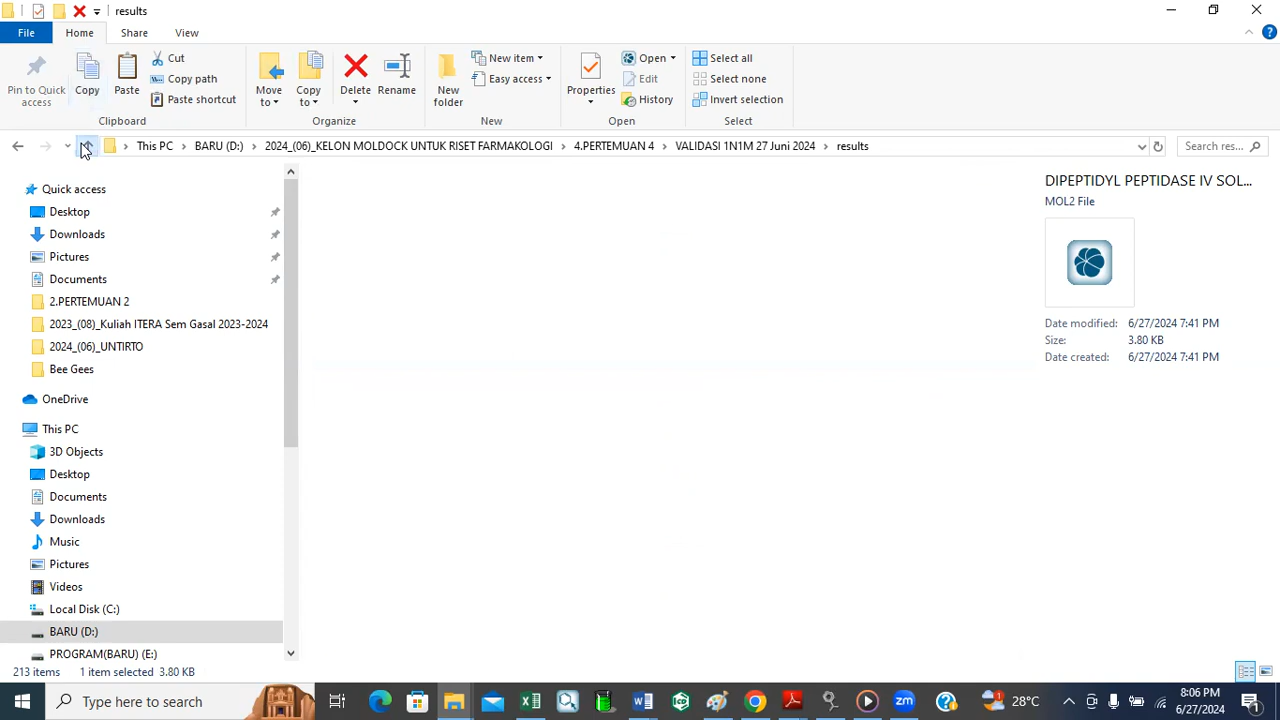 results
File Home Share View
Pin to Quick access
Copy
Paste
Cut
Copy path
Paste shortcut
Clipboard
Move to
Copy to
Delete
Rename
Organize
New folder
New item
Easy access
New
Properties
Open
Edit
History
Open
Select all
Select none
Invert selection
Select
This PC BARU (D:) 2024_(06)_KELON MOLDOCK UNTUK RISET FARMAKOLOGI 4.PERTEMUAN 4 VALIDASI 1N1M 27 Juni 2024 results Search res...
Quick access
Desktop
Downloads
Pictures
Documents
2.PERTEMUAN 2
2023_(08)_Kuliah ITERA Sem Gasal 2023-2024
2024_(06)_UNTIRTO
Bee Gees
OneDrive
This PC
3D Objects
Desktop
Documents
Downloads
Music
Pictures
Videos
Local Disk (C:)
BARU (D:)
PROGRAM(BARU) (E:)
DIPEPTIDYL PEPTIDASE IV SOL...
MOL2 File
Date modified: 6/27/2024 7:41 PM
Size: 3.80 KB
Date created: 6/27/2024 7:41 PM
213 items 1 item selected 3.80 KB
Type here to search
28°C
8:06 PM
6/27/2024
1